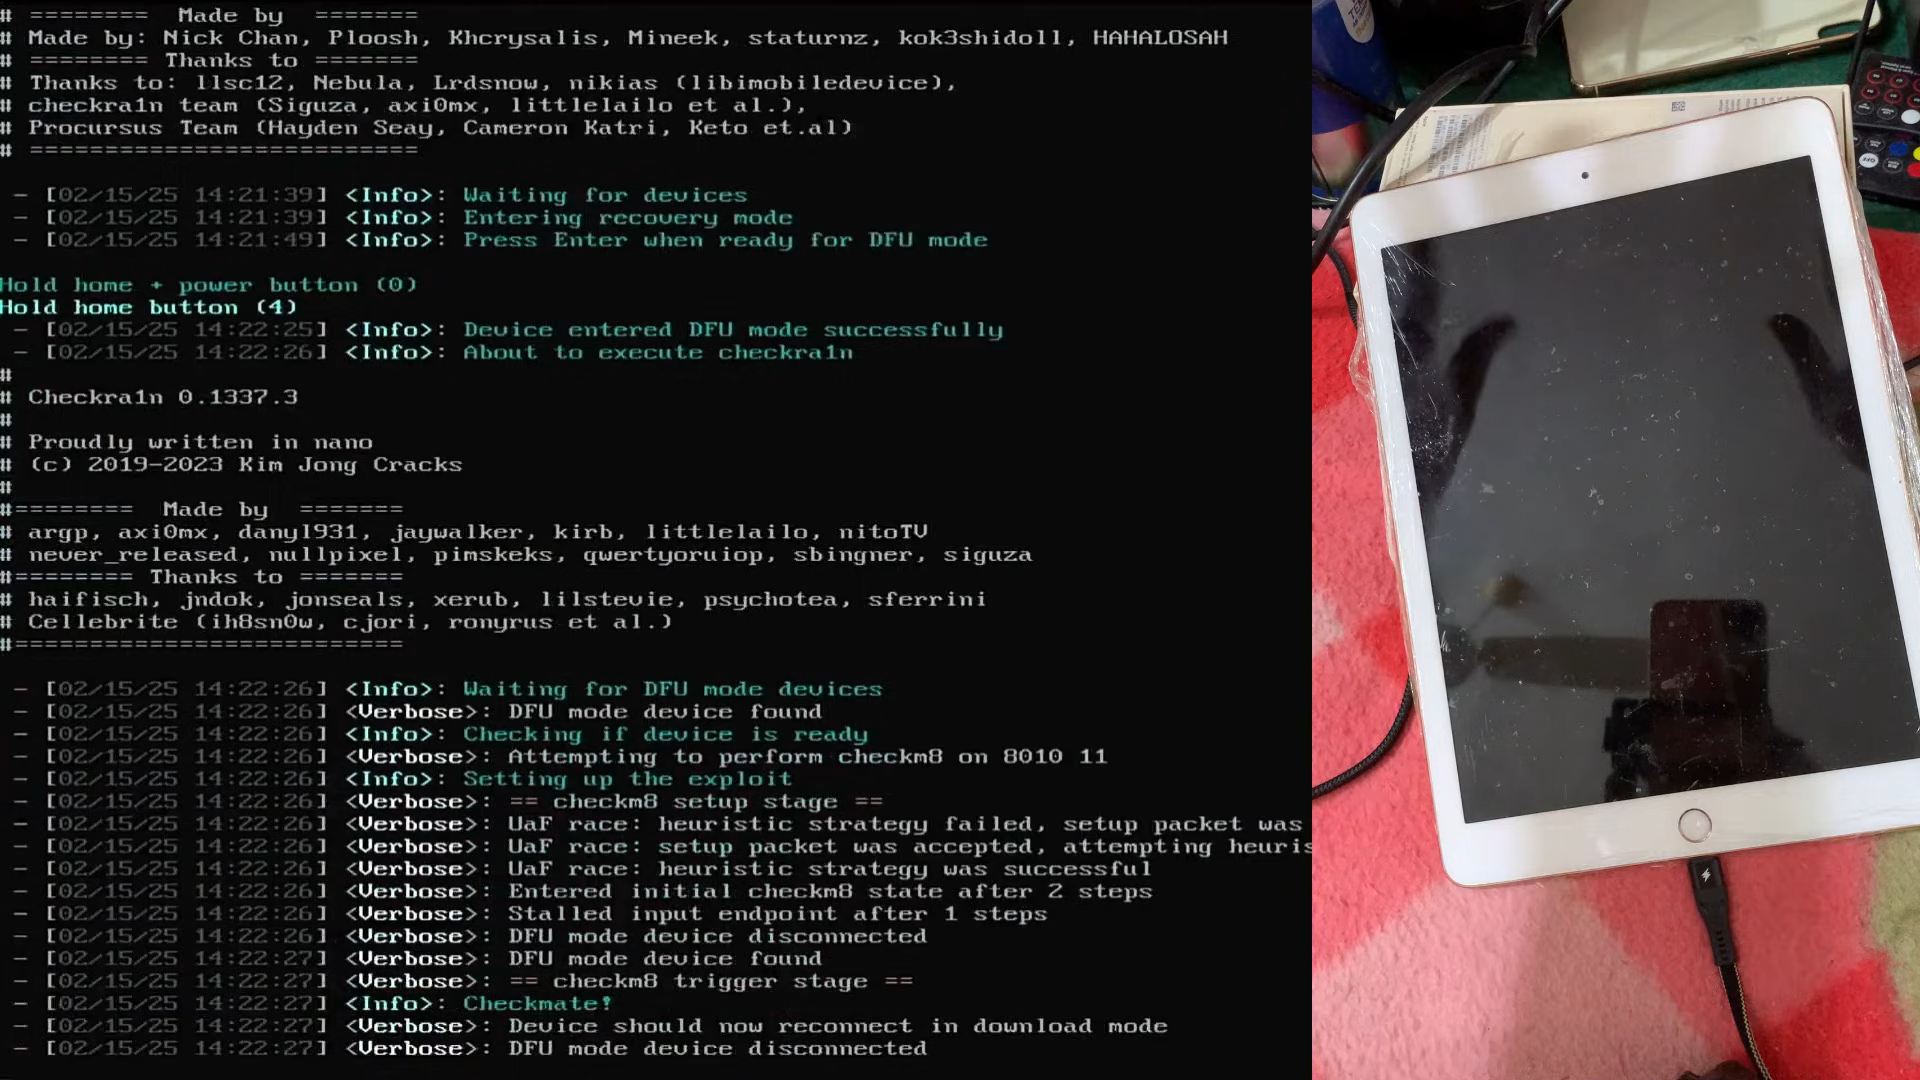 # ======== Made by =======
# Made by: Nick Chan, Ploosh, Khcrysalis, Mineek, staturnz, kok3shidoll, HAHALOSAH
# ======== Thanks to =======
# Thanks to: llsc12, Nebula, Lrdsnow, nikias (libimobiledevice),
# checkra1n team (Siguza, axi0mx, littlelailo et al.),
# Procursus Team (Hayden Seay, Cameron Katri, Keto et.al)
# ==========================
- [02/15/25 14:21:39] <Info>: Waiting for devices
- [02/15/25 14:21:39] <Info>: Entering recovery mode
- [02/15/25 14:21:49] <Info>: Press Enter when ready for DFU mode
Hold home + power button (0)
Hold home button (4)
- [02/15/25 14:22:25] <Info>: Device entered DFU mode successfully
- [02/15/25 14:22:26] <Info>: About to execute checkra1n
#
# Checkra1n 0.1337.3
#
# Proudly written in nano
# (c) 2019-2023 Kim Jong Cracks
#
#======== Made by =======
# argp, axi0mx, danyl931, jaywalker, kirb, littlelailo, nitoTV
# never_released, nullpixel, pimskeks, qwertyoruiop, sbingner, siguza
#======== Thanks to =======
# haifisch, jndok, jonseals, xerub, lilstevie, psychotea, sferrini
# Cellebrite (ih8sn0w, cjori, ronyrus et al.)
#==========================
- [02/15/25 14:22:26] <Info>: Waiting for DFU mode devices
- [02/15/25 14:22:26] <Verbose>: DFU mode device found
- [02/15/25 14:22:26] <Info>: Checking if device is ready
- [02/15/25 14:22:26] <Verbose>: Attempting to perform checkm8 on 8010 11
- [02/15/25 14:22:26] <Info>: Setting up the exploit
- [02/15/25 14:22:26] <Verbose>: == checkm8 setup stage ==
- [02/15/25 14:22:26] <Verbose>: UaF race: heuristic strategy failed, setup packet was
- [02/15/25 14:22:26] <Verbose>: UaF race: setup packet was accepted, attempting heuris
- [02/15/25 14:22:26] <Verbose>: UaF race: heuristic strategy was successful
- [02/15/25 14:22:26] <Verbose>: Entered initial checkm8 state after 2 steps
- [02/15/25 14:22:26] <Verbose>: Stalled input endpoint after 1 steps
- [02/15/25 14:22:26] <Verbose>: DFU mode device disconnected
- [02/15/25 14:22:27] <Verbose>: DFU mode device found
- [02/15/25 14:22:27] <Verbose>: == checkm8 trigger stage ==
- [02/15/25 14:22:27] <Info>: Checkmate!
- [02/15/25 14:22:27] <Verbose>: Device should now reconnect in download mode
- [02/15/25 14:22:27] <Verbose>: DFU mode device disconnected